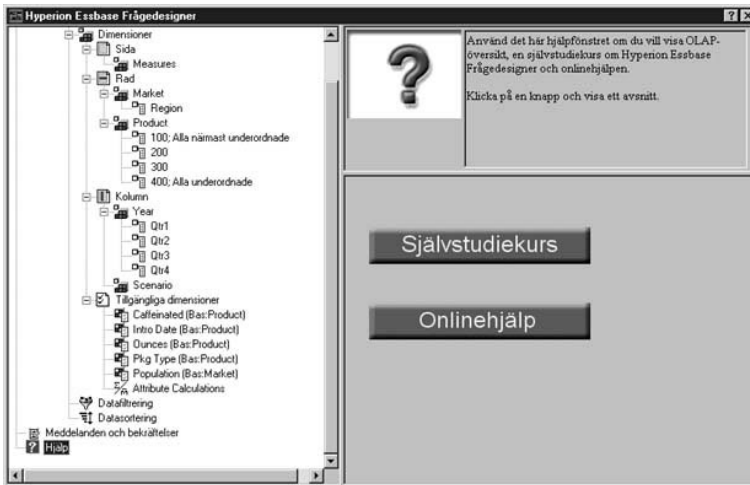 Hyperion Essbase Frågedesigner
Dimensioner
Sida
Measures
Rad
Market
Region
Product
100; Alla närmast underordnade
200
300
400; Alla underordnade
Kolumn
Year
Qtr1
Qtr2
Qtr3
Qtr4
Scenario
Tillgängliga dimensioner
Caffeinated (Bas:Product)
Intro Date (Bas:Product)
Ounces (Bas:Product)
Pkg Type (Bas:Product)
Population (Bas:Market)
Attribute Calculations
Datafiltrering
Datasortering
Meddelanden och bekräftelser
Hjälp
Använd det här hjälpfönstret om du vill visa OLAP-
översikt, en självstudiekurs om Hyperion Essbase
Frågedesigner och onlinehjälpen.
Klicka på en knapp och visa ett avsnitt.
Självstudiekurs
Onlinehjälp